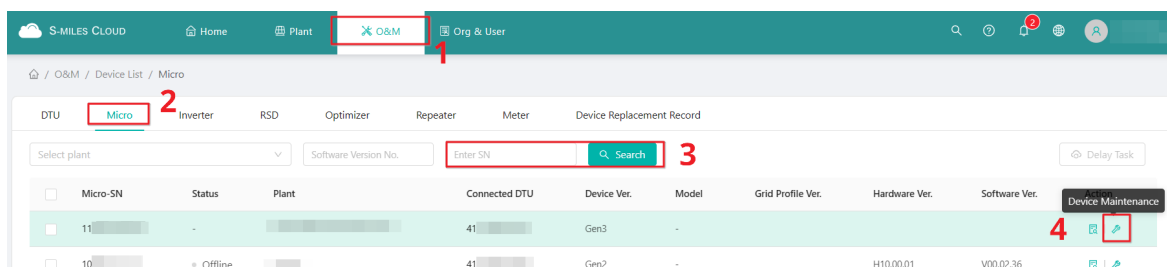 S-MILES CLOUD Home Plant O&M Org & User 2
1
/ O&M / Device List / Micro
2
DTU Micro Inverter RSD Optimizer Repeater Meter Device Replacement Record
Select plant Software Version No. Enter SN Search 3 Delay Task
Micro-SN Status Plant Connected DTU Device Ver. Model Grid Profile Ver. Hardware Ver. Software Ver. Action
Device Maintenance
11 - 41 Gen3 - 4
10 Offline 41 Gen2 - H10.00.01 V00.02.36